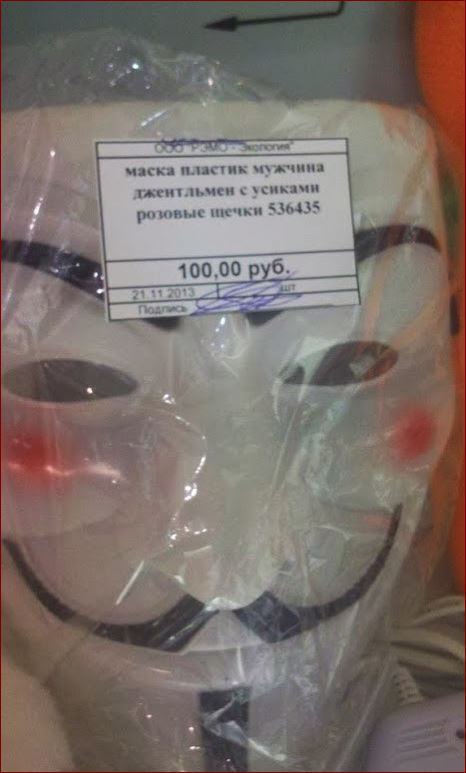 ООО "РЭМО - Экология"
маска пластик мужчина
джентльмен с усиками
розовые щечки 536435
100,00 руб.
21.11.2013 шт
Подпись